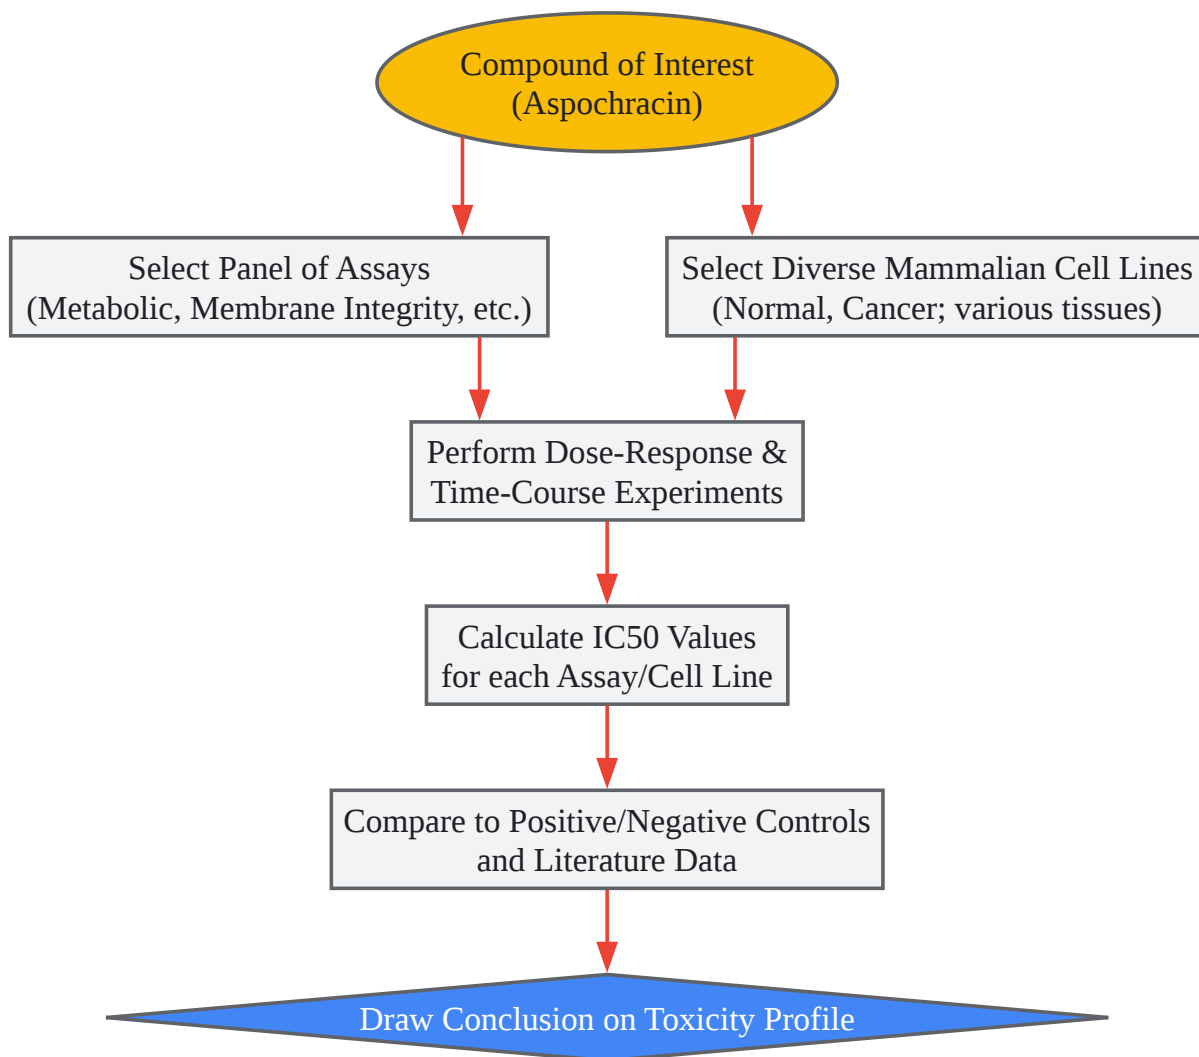 Compound of Interest
(Aspochracin)
Select Panel of Assays
(Metabolic, Membrane Integrity, etc.)
Select Diverse Mammalian Cell Lines
(Normal, Cancer; various tissues)
Perform Dose-Response &
Time-Course Experiments
Calculate IC50 Values
for each Assay/Cell Line
Compare to Positive/Negative Controls
and Literature Data
Draw Conclusion on Toxicity Profile